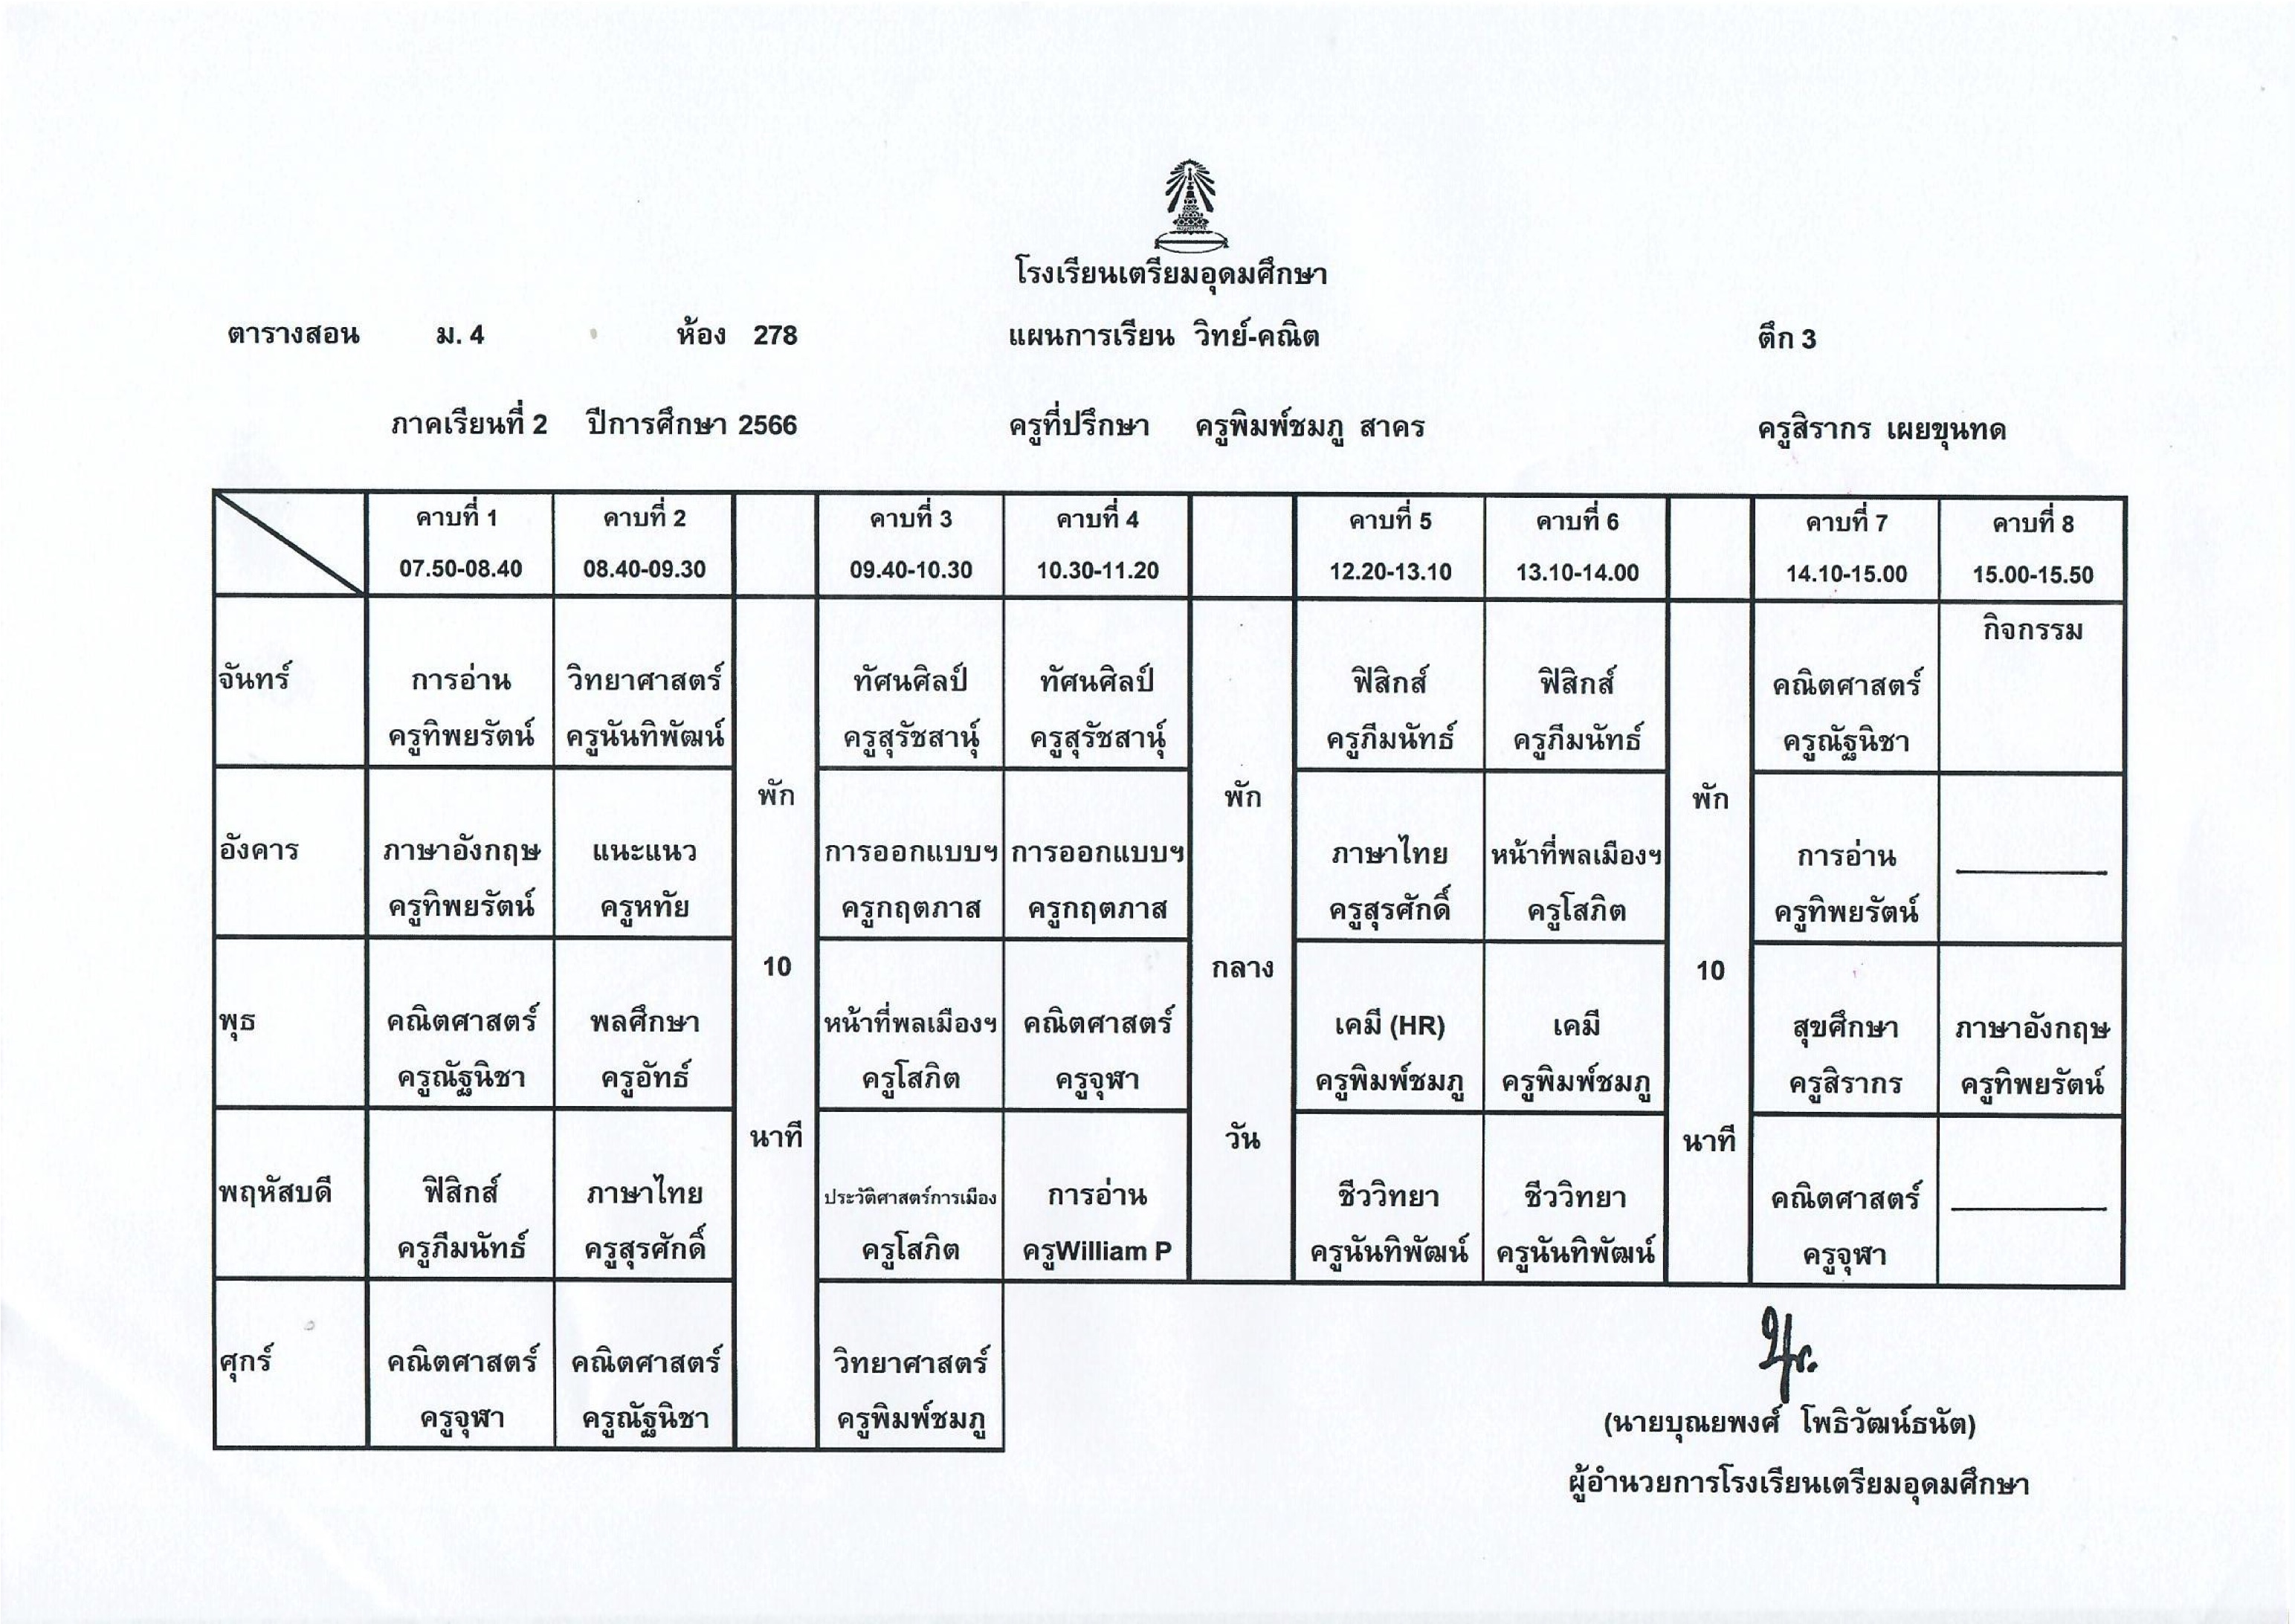 โรงเรียนเตรียมอุดมศึกษา
ตารางสอน ม. 4 ห้อง 278 แผนการเรียน วิทย์-คณิต ตึก 3
ภาคเรียนที่ 2 ปีการศึกษา 2566 ครูที่ปรึกษา ครูพิมพ์ชมภู สาคร ครูสิรากร เผยขุนทด
คาบที่ 1 คาบที่ 2 คาบที่ 3 คาบที่ 4 คาบที่ 5 คาบที่ 6 คาบที่ 7 คาบที่ 8
07.50-08.40 08.40-09.30 09.40-10.30 10.30-11.20 12.20-13.10 13.10-14.00 14.10-15.00 15.00-15.50
กิจกรรม
จันทร์ การอ่าน วิทยาศาสตร์ ทัศนศิลป์ ทัศนศิลป์ ฟิสิกส์ ฟิสิกส์ คณิตศาสตร์
ครูทิพยรัตน์ ครูนันทิพัฒน์ ครูสุรัชสานุ์ ครูสุรัชสานุ์ ครูภีมนัทธ์ ครูภีมนัทธ์ ครูณัฐนิชา
พัก พัก พัก
อังคาร ภาษาอังกฤษ แนะแนว การออกแบบฯ การออกแบบฯ ภาษาไทย หน้าที่พลเมืองฯ การอ่าน
ครูทิพยรัตน์ ครูหทัย ครูกฤตภาส ครูกฤตภาส ครูสุรศักดิ์ ครูโสภิต ครูทิพยรัตน์
10 กลาง 10
พุธ คณิตศาสตร์ พลศึกษา หน้าที่พลเมืองฯ คณิตศาสตร์ เคมี (HR) เคมี สุขศึกษา ภาษาอังกฤษ
ครูณัฐนิชา ครูอัทธ์ ครูโสภิต ครูจุฬา ครูพิมพ์ชมภู ครูพิมพ์ชมภู ครูสิรากร ครูทิพยรัตน์
นาที วัน นาที
พฤหัสบดี ฟิสิกส์ ภาษาไทย ประวัติศาสตร์การเมือง การอ่าน ชีววิทยา ชีววิทยา คณิตศาสตร์
ครูภีมนัทธ์ ครูสุรศักดิ์ ครูโสภิต ครูWilliam P ครูนันทิพัฒน์ ครูนันทิพัฒน์ ครูจุฬา
ศุกร์ คณิตศาสตร์ คณิตศาสตร์ วิทยาศาสตร์
ครูจุฬา ครูณัฐนิชา ครูพิมพ์ชมภู
(นายบุณยพงศ์ โพธิวัฒน์ธนัต)
ผู้อำนวยการโรงเรียนเตรียมอุดมศึกษา